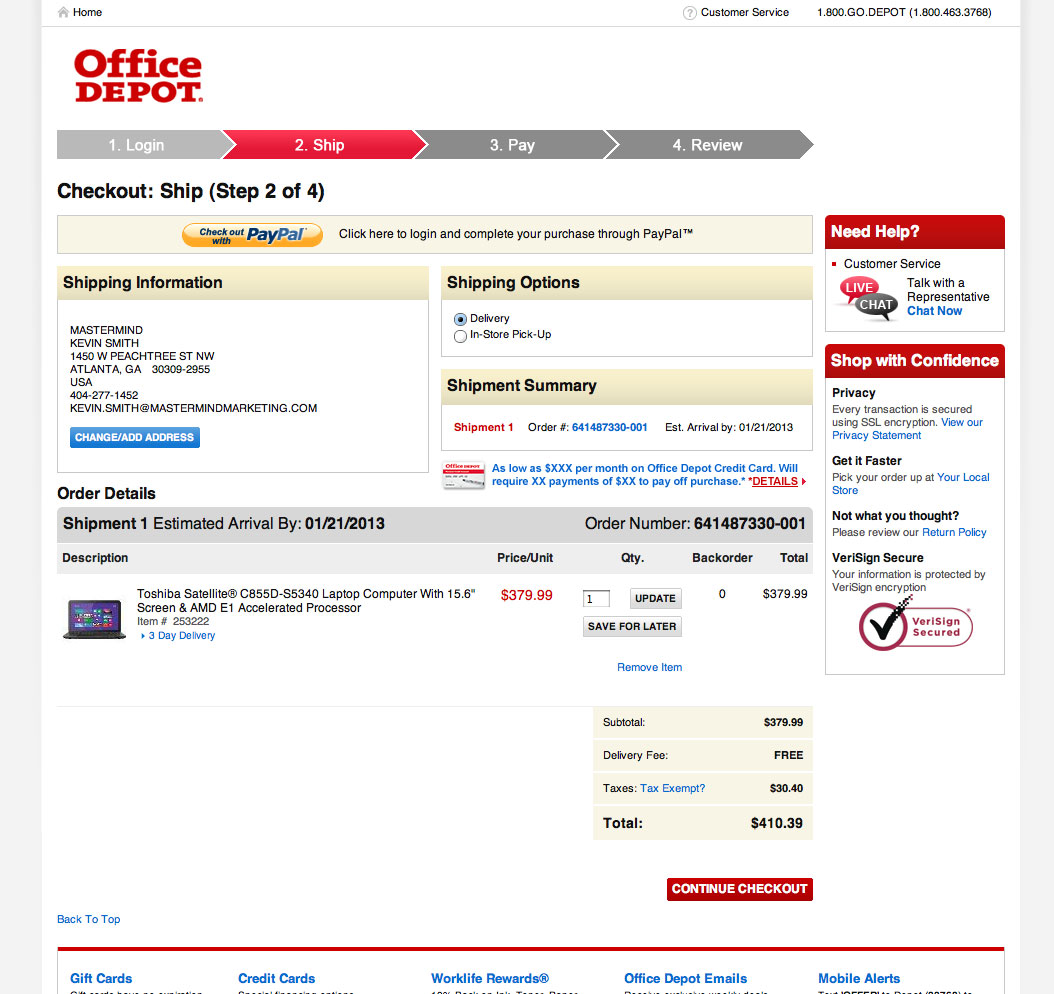 Home
? Customer Service 1.800.GO.DEPOT (1.800.463.3768)
Office
DEPOT.
1. Login 2. Ship 3. Pay 4. Review
Checkout: Ship (Step 2 of 4)
Check out with PayPal Click here to login and complete your purchase through PayPal™
Shipping Information
MASTERMIND
KEVIN SMITH
1450 W PEACHTREE ST NW
ATLANTA, GA 30309-2955
USA
404-277-1452
KEVIN.SMITH@MASTERMINDMARKETING.COM
CHANGE/ADD ADDRESS
Shipping Options
Delivery
In-Store Pick-Up
Shipment Summary
Shipment 1 Order #: 641487330-001 Est. Arrival by: 01/21/2013
Office DEPOT
As low as $XXX per month on Office Depot Credit Card. Will
require XX payments of $XX to pay off purchase.* *DETAILS
Need Help?
Customer Service
LIVE
CHAT
Talk with a
Representative
Chat Now
Shop with Confidence
Privacy
Every transaction is secured
using SSL encryption. View our
Privacy Statement
Get it Faster
Pick your order up at Your Local
Store
Not what you thought?
Please review our Return Policy
VeriSign Secure
Your information is protected by
VeriSign encryption
VeriSign
Secured
Order Details
Shipment 1 Estimated Arrival By: 01/21/2013 Order Number: 641487330-001
Description Price/Unit Qty. Backorder Total
Toshiba Satellite® C855D-S5340 Laptop Computer With 15.6"
Screen & AMD E1 Accelerated Processor
Item # 253222
3 Day Delivery
$379.99 1 UPDATE 0 $379.99
SAVE FOR LATER
Remove Item
Subtotal: $379.99
Delivery Fee: FREE
Taxes: Tax Exempt? $30.40
Total: $410.39
CONTINUE CHECKOUT
Back To Top
Gift Cards Credit Cards Worklife Rewards® Office Depot Emails Mobile Alerts